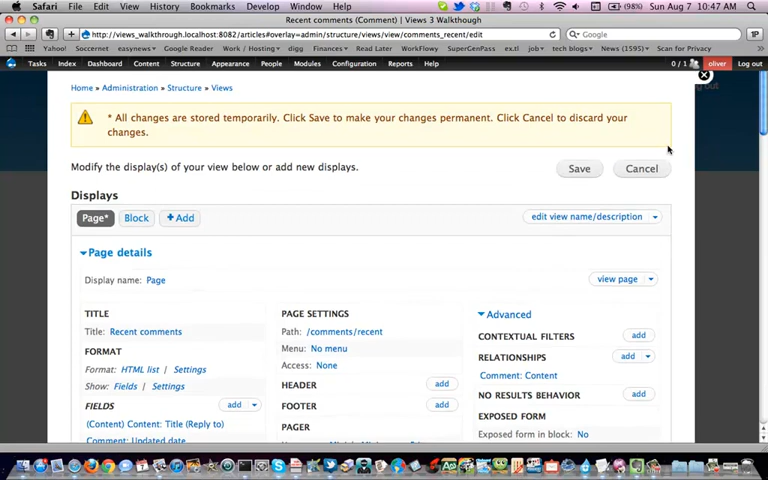 Safari File Edit View History Bookmarks Develop Window Help (98%) Sun Aug 7 10:47 AM
Recent comments (Comment) | Views 3 Walkthough
http://views_walkthrough.localhost:8082/articles#overlay=admin/structure/views/view/comments_recent/edit Google
Yahoo! Soccernet easynews Google Reader Work / Hosting digg Finances Read Later WorkFlowy SuperGenPass ex.tl job tech blogs News (1595) Scan for Privacy
Tasks Index Dashboard Content Structure Appearance People Modules Configuration Reports Help 0 / 1 oliver Log out
Home » Administration » Structure » Views
* All changes are stored temporarily. Click Save to make your changes permanent. Click Cancel to discard your
changes.
Modify the display(s) of your view below or add new displays. Save Cancel
Displays
Page* Block Add edit view name/description
Page details
Display name: Page view page
TITLE PAGE SETTINGS Advanced
Title: Recent comments Path: /comments/recent CONTEXTUAL FILTERS add
FORMAT Menu: No menu RELATIONSHIPS add
Format: HTML list | Settings Access: None Comment: Content
Show: Fields | Settings HEADER add NO RESULTS BEHAVIOR add
FIELDS add FOOTER add EXPOSED FORM
(Content) Content: Title (Reply to) PAGER Exposed form in block: No
Comment: Updated date